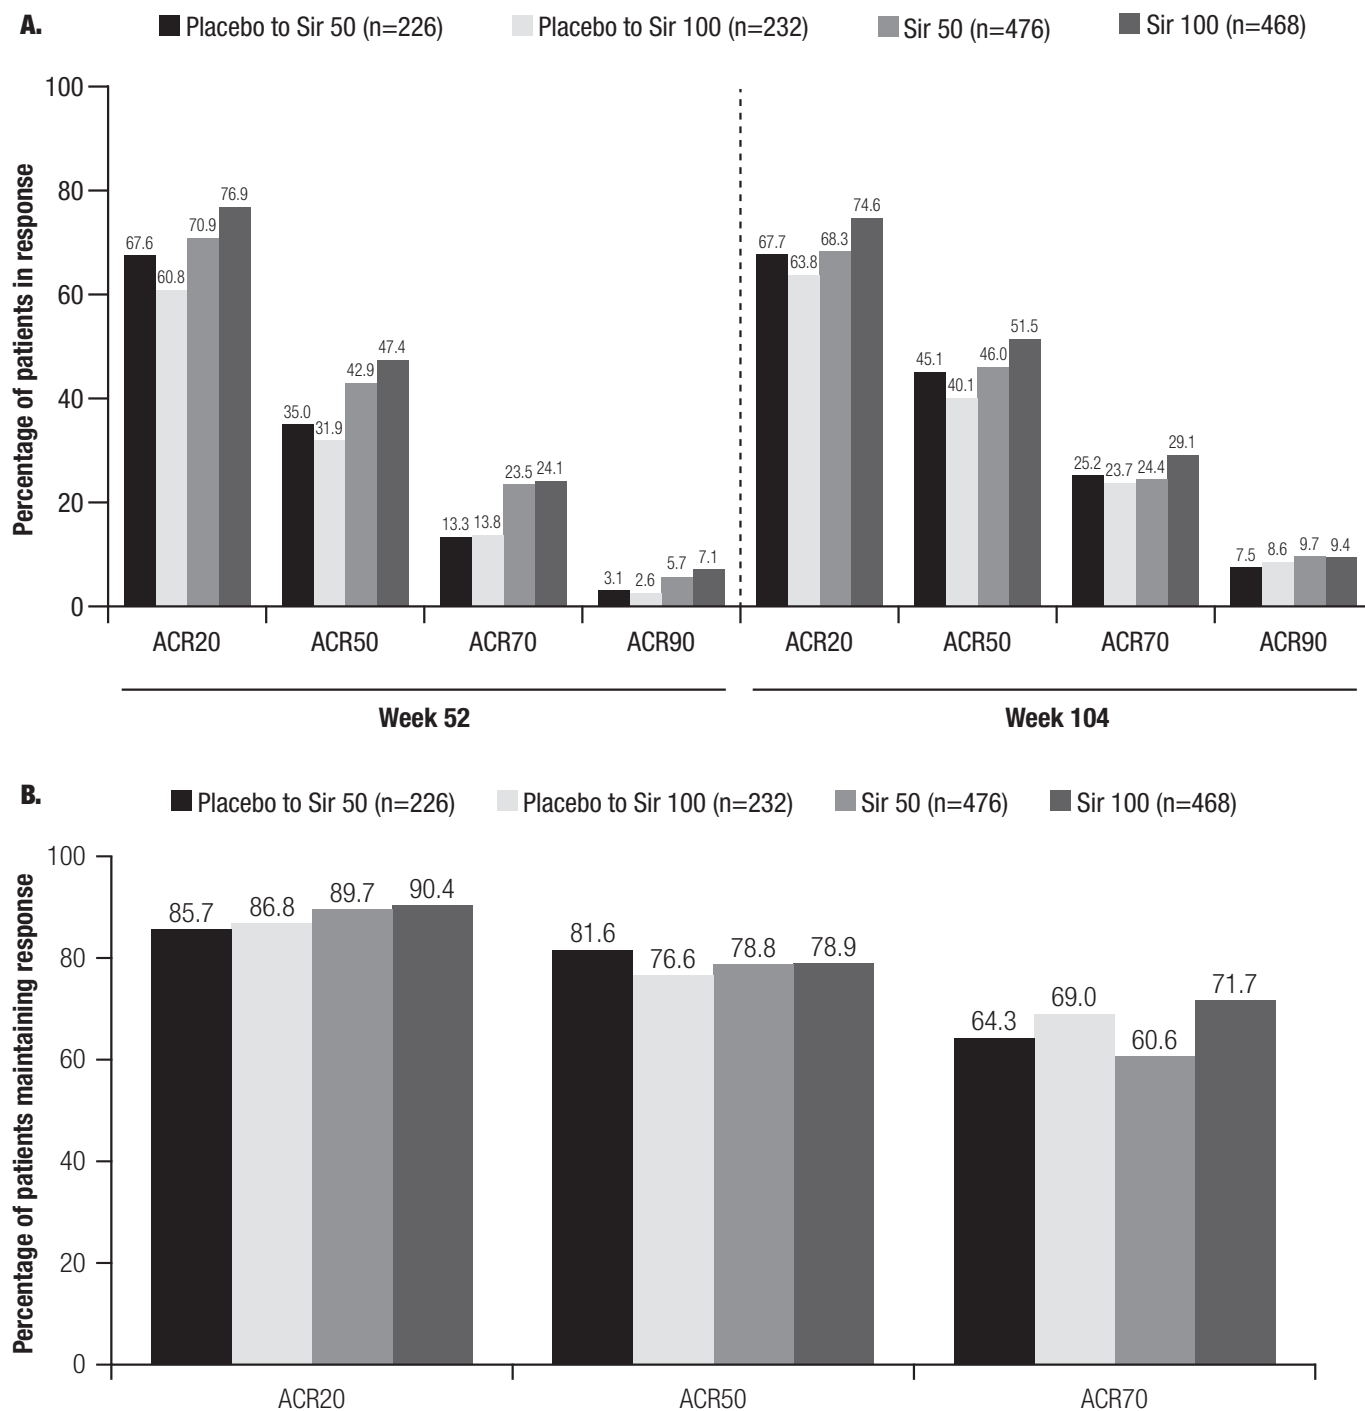 A.
Placebo to Sir 50 (n=226) Placebo to Sir 100 (n=232) Sir 50 (n=476) Sir 100 (n=468)
Percentage of patients in response
100
80
60
40
20
0
67.6 60.8 70.9 76.9
35.0 31.9 42.9 47.4
13.3 13.8 23.5 24.1
3.1 2.6 5.7 7.1
67.7 63.8 68.3 74.6
45.1 40.1 46.0 51.5
25.2 23.7 24.4 29.1
7.5 8.6 9.7 9.4
ACR20 ACR50 ACR70 ACR90 ACR20 ACR50 ACR70 ACR90
Week 52 Week 104
B.
Placebo to Sir 50 (n=226) Placebo to Sir 100 (n=232) Sir 50 (n=476) Sir 100 (n=468)
Percentage of patients maintaining response
100
80
60
40
20
0
85.7 86.8 89.7 90.4
81.6 76.6 78.8 78.9
64.3 69.0 60.6 71.7
ACR20 ACR50 ACR70